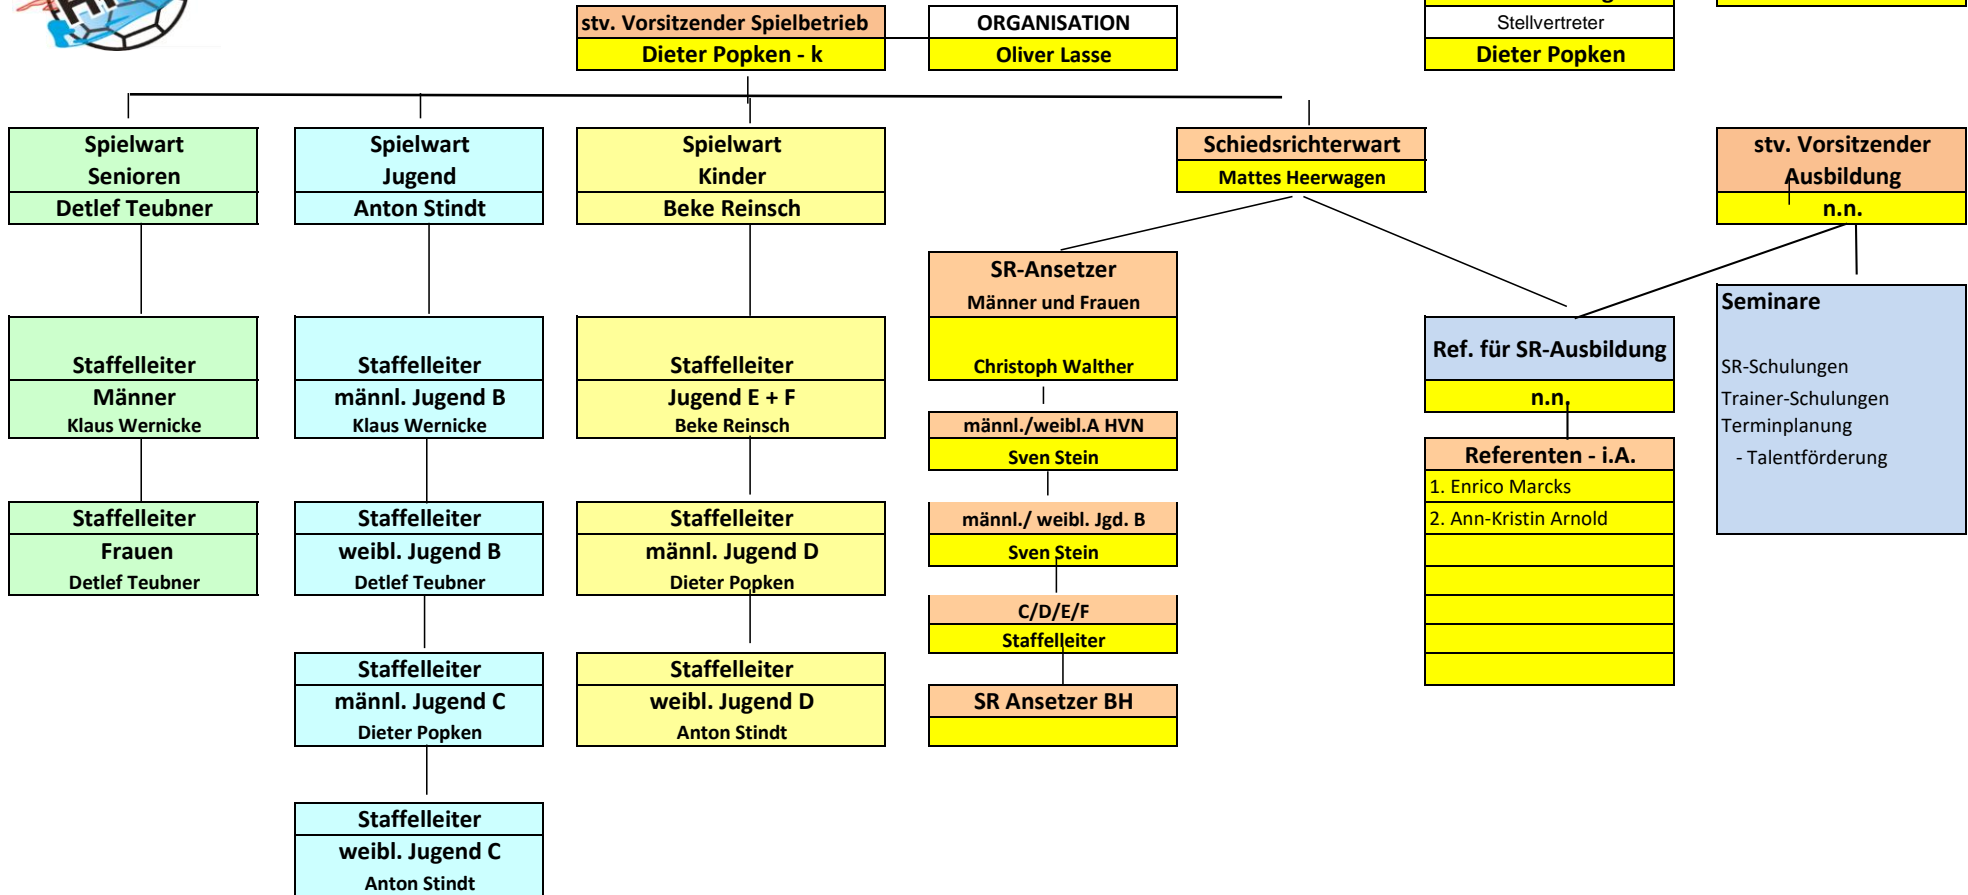 stv. Vorsitzender Spielbetrieb
Dieter Popken - k
ORGANISATION
Oliver Lasse
Stellvertreter
Dieter Popken
Spielwart
Senioren
Detlef Teubner
Spielwart
Jugend
Anton Stindt
Spielwart
Kinder
Beke Reinsch
Schiedsrichterwart
Mattes Heerwagen
stv. Vorsitzender
Ausbildung
n.n.
Staffelleiter
Männer
Klaus Wernicke
Staffelleiter
Frauen
Detlef Teubner
Staffelleiter
männl. Jugend B
Klaus Wernicke
Staffelleiter
weibl. Jugend B
Detlef Teubner
Staffelleiter
männl. Jugend C
Dieter Popken
Staffelleiter
weibl. Jugend C
Anton Stindt
Staffelleiter
Jugend E + F
Beke Reinsch
Staffelleiter
männl. Jugend D
Dieter Popken
Staffelleiter
weibl. Jugend D
Anton Stindt
SR-Ansetzer
Männer und Frauen
Christoph Walther
männl./weibl.A HVN
Sven Stein
männl./ weibl. Jgd. B
Sven Stein
C/D/E/F
Staffelleiter
SR Ansetzer BH
Ref. für SR-Ausbildung
n.n.
Referenten - i.A.
1. Enrico Marcks
2. Ann-Kristin Arnold
Seminare
SR-Schulungen
Trainer-Schulungen
Terminplanung
- Talentförderung